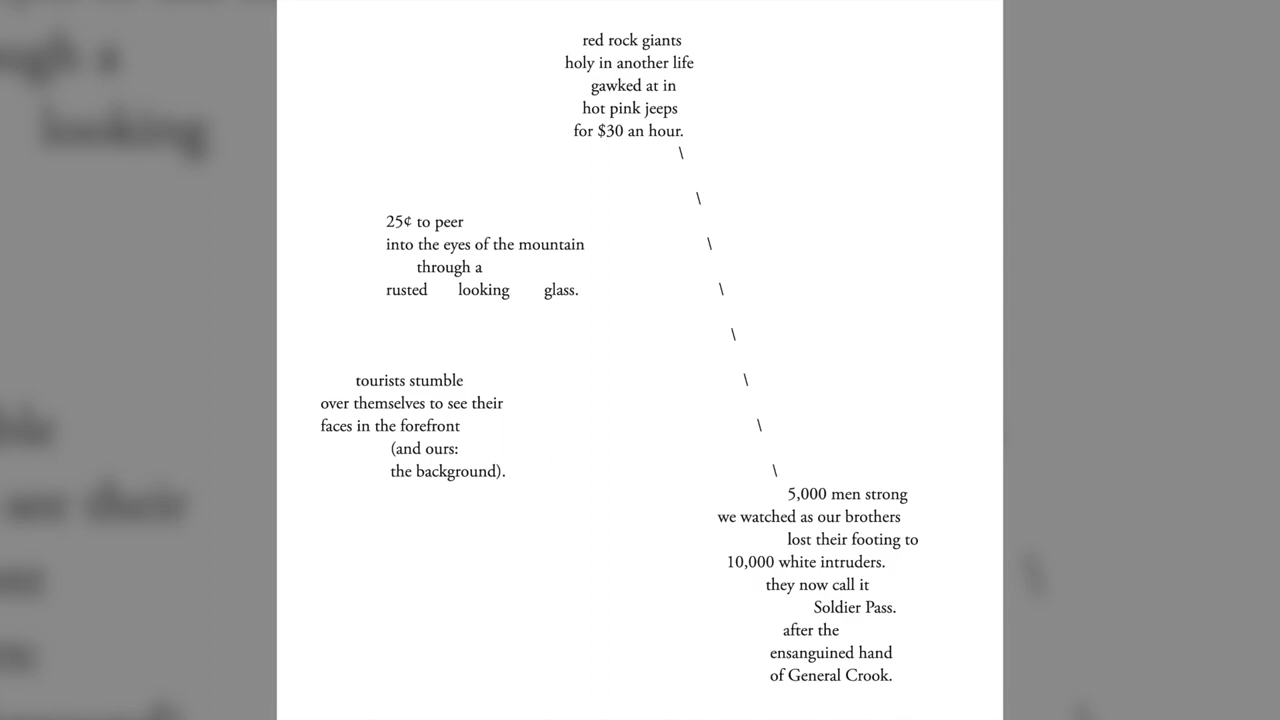 red rock giants
holy in another life
gawked at in
hot pink jeeps
for $30 an hour.
\
\
25¢ to peer
into the eyes of the mountain
\
through a
rusted looking glass.
\
\
tourists stumble
\
over themselves to see their
faces in the forefront
\
(and ours:
the background).
\
5,000 men strong
we watched as our brothers
lost their footing to
10,000 white intruders.
they now call it
Soldier Pass.
after the
ensanguined hand
of General Crook.